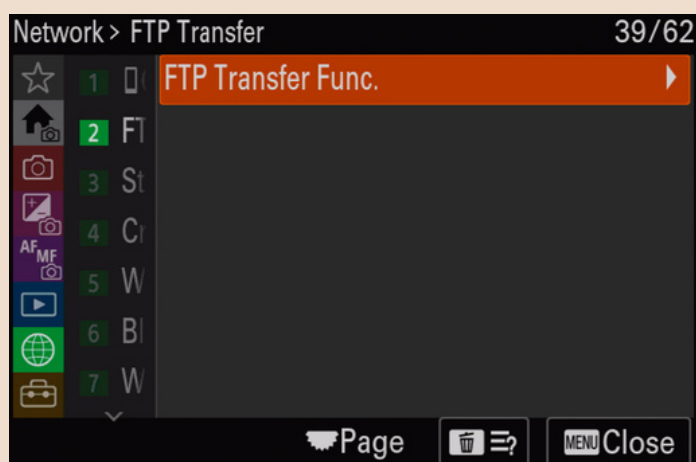 Network > FTP Transfer 39/62
1
FTP Transfer Func.
2 FT
3 St
4 Cr
AF MF
5 W
6 Bl
7 W
Page ? MENU Close